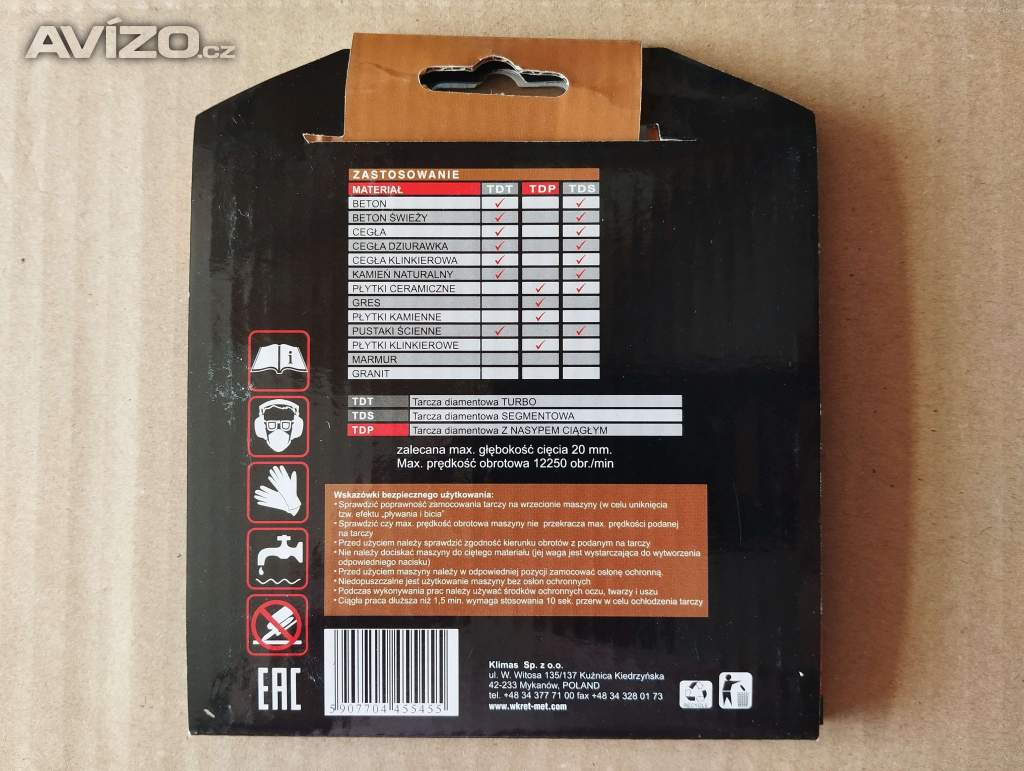 AVÍZO.cz
ZASTOSOWANIE
MATERIAŁ TDT TDP TDS
BETON ✓ ✓
BETON ŚWIEŻY ✓ ✓
CEGŁA ✓ ✓
CEGŁA DZIURAWKA ✓ ✓
CEGŁA KLINKIEROWA ✓ ✓
KAMIEŃ NATURALNY ✓ ✓
PŁYTKI CERAMICZNE ✓ ✓
GRES ✓
PŁYTKI KAMIENNE ✓
PUSTAKI ŚCIENNE ✓ ✓
PŁYTKI KLINKIEROWE ✓
MARMUR
GRANIT
TDT Tarcza diamentowa TURBO
TDS Tarcza diamentowa SEGMENTOWA
TDP Tarcza diamentowa Z NASYPEM CIĄGŁYM
zalecana max. głębokość cięcia 20 mm.
Max. prędkość obrotowa 12250 obr./min
Wskazówki bezpiecznego użytkowania:
• Sprawdzić poprawność zamocowania tarczy na wrzecionie maszyny (w celu uniknięcia
tzw. efektu „pływania i bicia”
• Sprawdzić czy max. prędkość obrotowa maszyny nie przekracza max. prędkości podanej
na tarczy
• Przed użyciem należy sprawdzić zgodność kierunku obrotów z podanym na tarczy
• Nie należy dociskać maszyny do ciętego materiału (jej waga jest wystarczająca do wytworzenia
odpowiedniego nacisku)
• Przed użyciem maszyny należy w odpowiedniej pozycji zamocować osłonę ochronną.
• Niedopuszczalne jest użytkowanie maszyny bez osłon ochronnych
• Podczas wykonywania prac należy używać środków ochronnych oczu, twarzy i uszu
• Ciągła praca dłuższa niż 1,5 min. wymaga stosowania 10 sek. przerw w celu ochłodzenia tarczy
i
EAC
5907704455455
Klimas Sp. z o.o.
ul. W. Witosa 135/137 Kuźnica Kiedrzyńska
42-233 Mykanów, POLAND
tel. +48 34 377 71 00 fax +48 34 328 01 73
www.wkret-met.com
RECYCLE